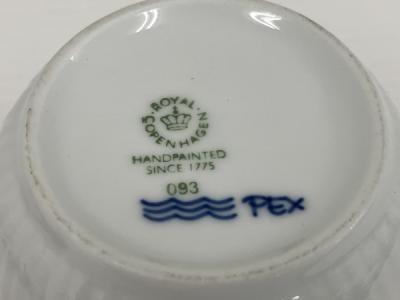 ROYAL
COPENHAGEN
HANDPAINTED
SINCE 1775
093
PEX